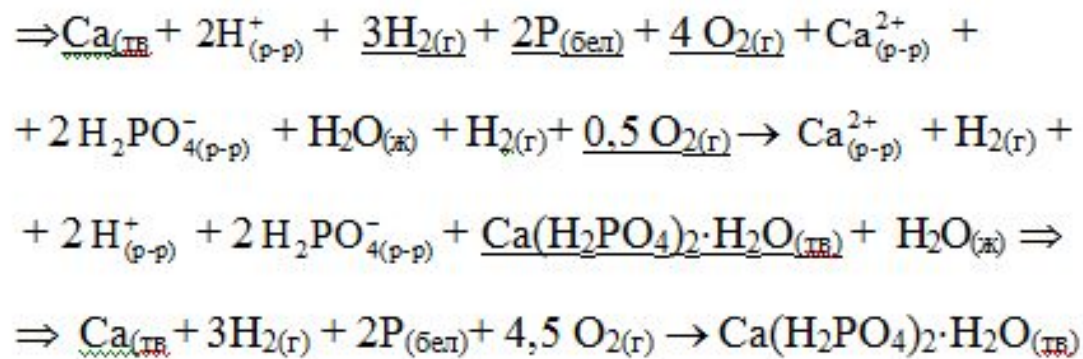 ⇒Ca(тв + 2H⁺(р-р) + 3H₂(г) + 2P(бел) + 4 O₂(г) + Ca²⁺(р-р) +
+ 2 H₂PO₄⁻(р-р) + H₂O(ж) + H₂(г) + 0,5 O₂(г) → Ca²⁺(р-р) + H₂(г) +
+ 2 H⁺(р-р) + 2 H₂PO₄⁻(р-р) + Ca(H₂PO₄)₂·H₂O(тв) + H₂O(ж) ⇒
⇒ Ca(тв + 3H₂(г) + 2P(бел) + 4,5 O₂(г) → Ca(H₂PO₄)₂·H₂O(тв)